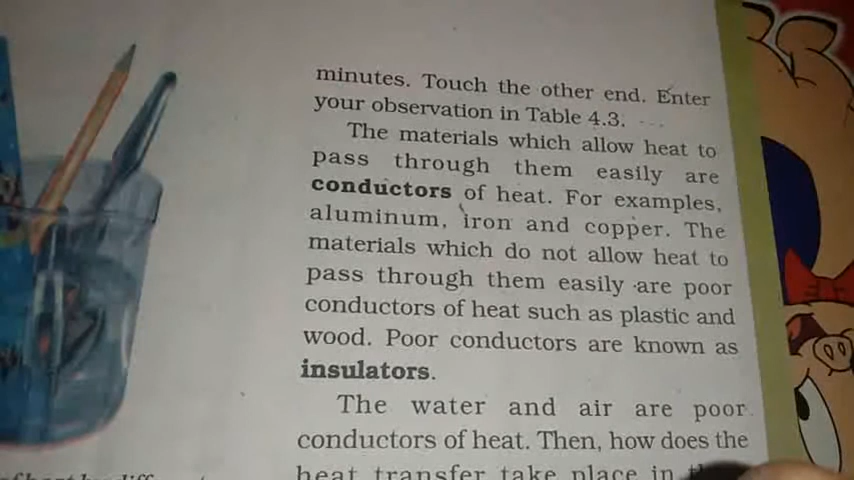 minutes. Touch the other end. Enter
your observation in Table 4.3.
The materials which allow heat to
pass through them easily are
conductors of heat. For examples,
aluminum, iron and copper. The
materials which do not allow heat to
pass through them easily are poor
conductors of heat such as plastic and
wood. Poor conductors are known as
insulators.
The water and air are poor
conductors of heat. Then, how does the
heat transfer take place in